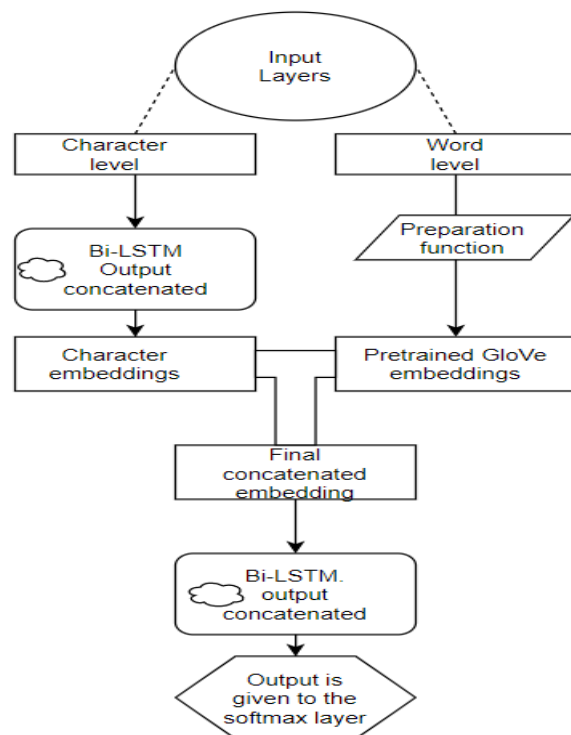 Input
Layers
Character
level
Word
level
Bi-LSTM
Output
concatenated
Preparation
function
Character
embeddings
Pretrained GloVe
embeddings
Final
concatenated
embedding
Bi-LSTM.
output
concatenated
Output is
given to the
softmax layer